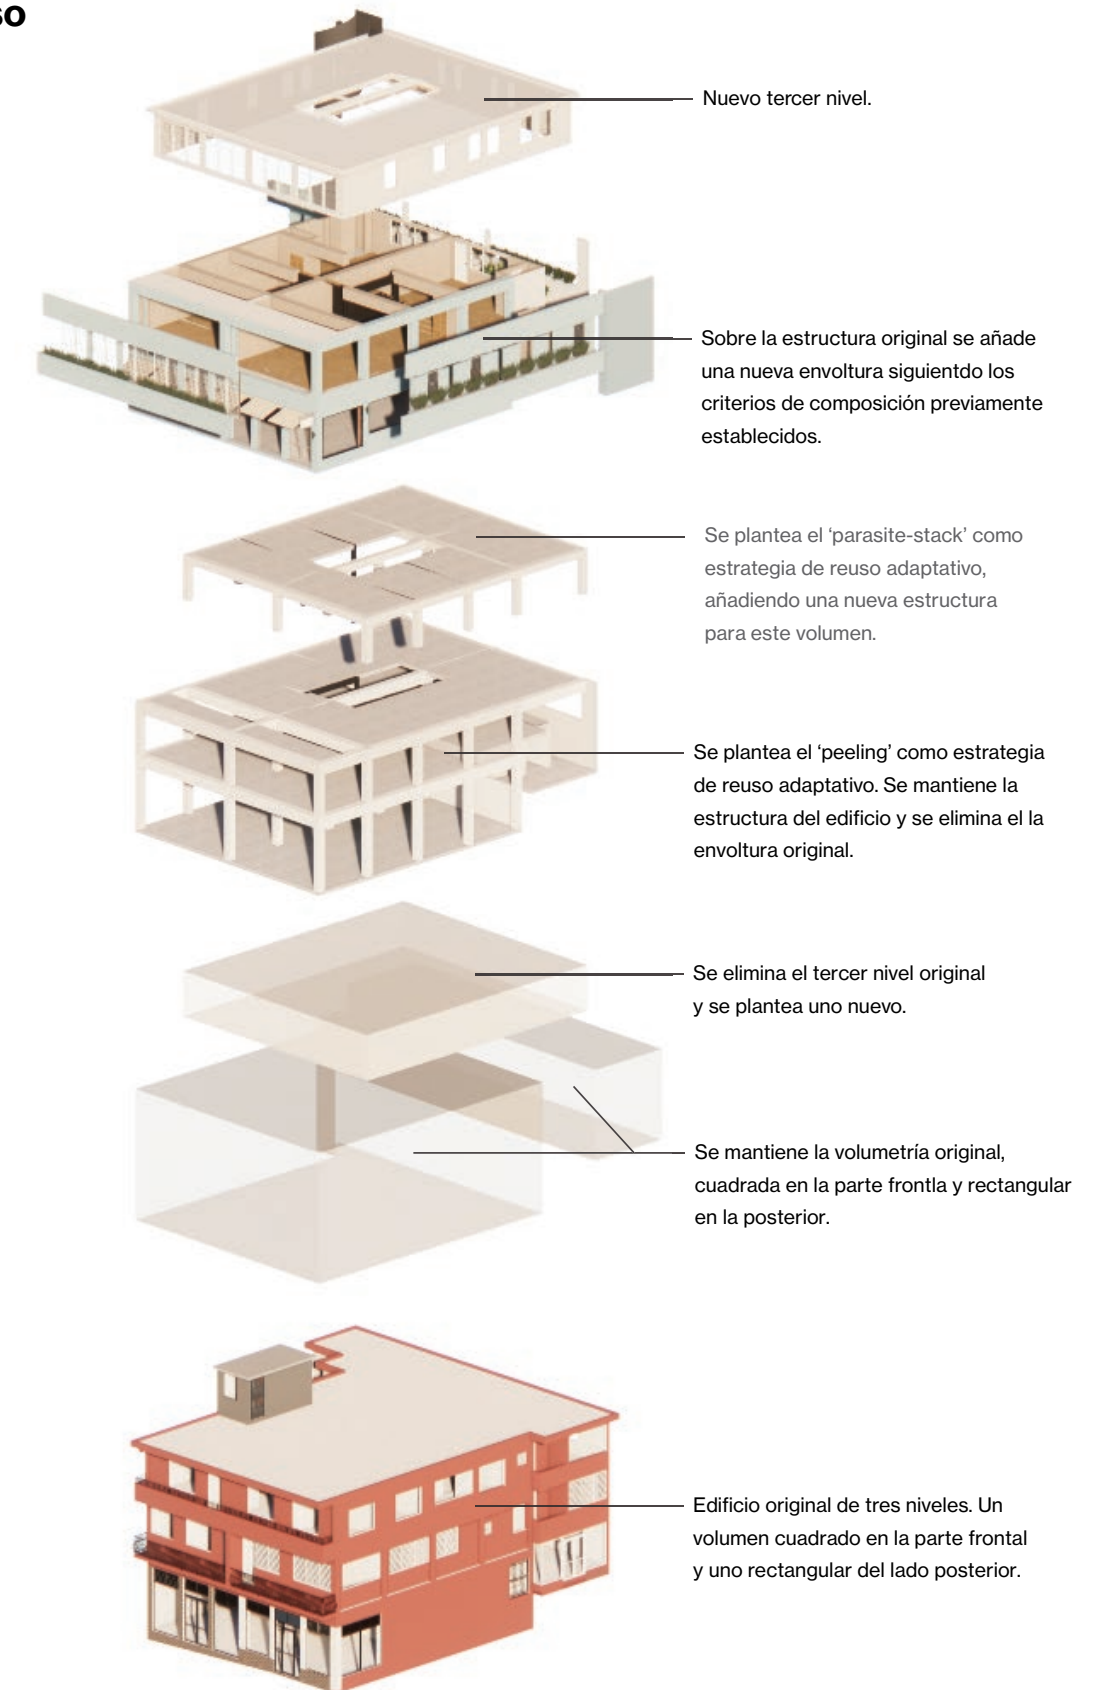 so
Nuevo tercer nivel.
Sobre la estructura original se añade
una nueva envoltura siguientdo los
criterios de composición previamente
establecidos.
Se plantea el ‘parasite-stack’ como
estrategia de reuso adaptativo,
añadiendo una nueva estructura
para este volumen.
Se plantea el ‘peeling’ como estrategia
de reuso adaptativo. Se mantiene la
estructura del edificio y se elimina el la
envoltura original.
Se elimina el tercer nivel original
y se plantea uno nuevo.
Se mantiene la volumetría original,
cuadrada en la parte frontla y rectangular
en la posterior.
Edificio original de tres niveles. Un
volumen cuadrado en la parte frontal
y uno rectangular del lado posterior.